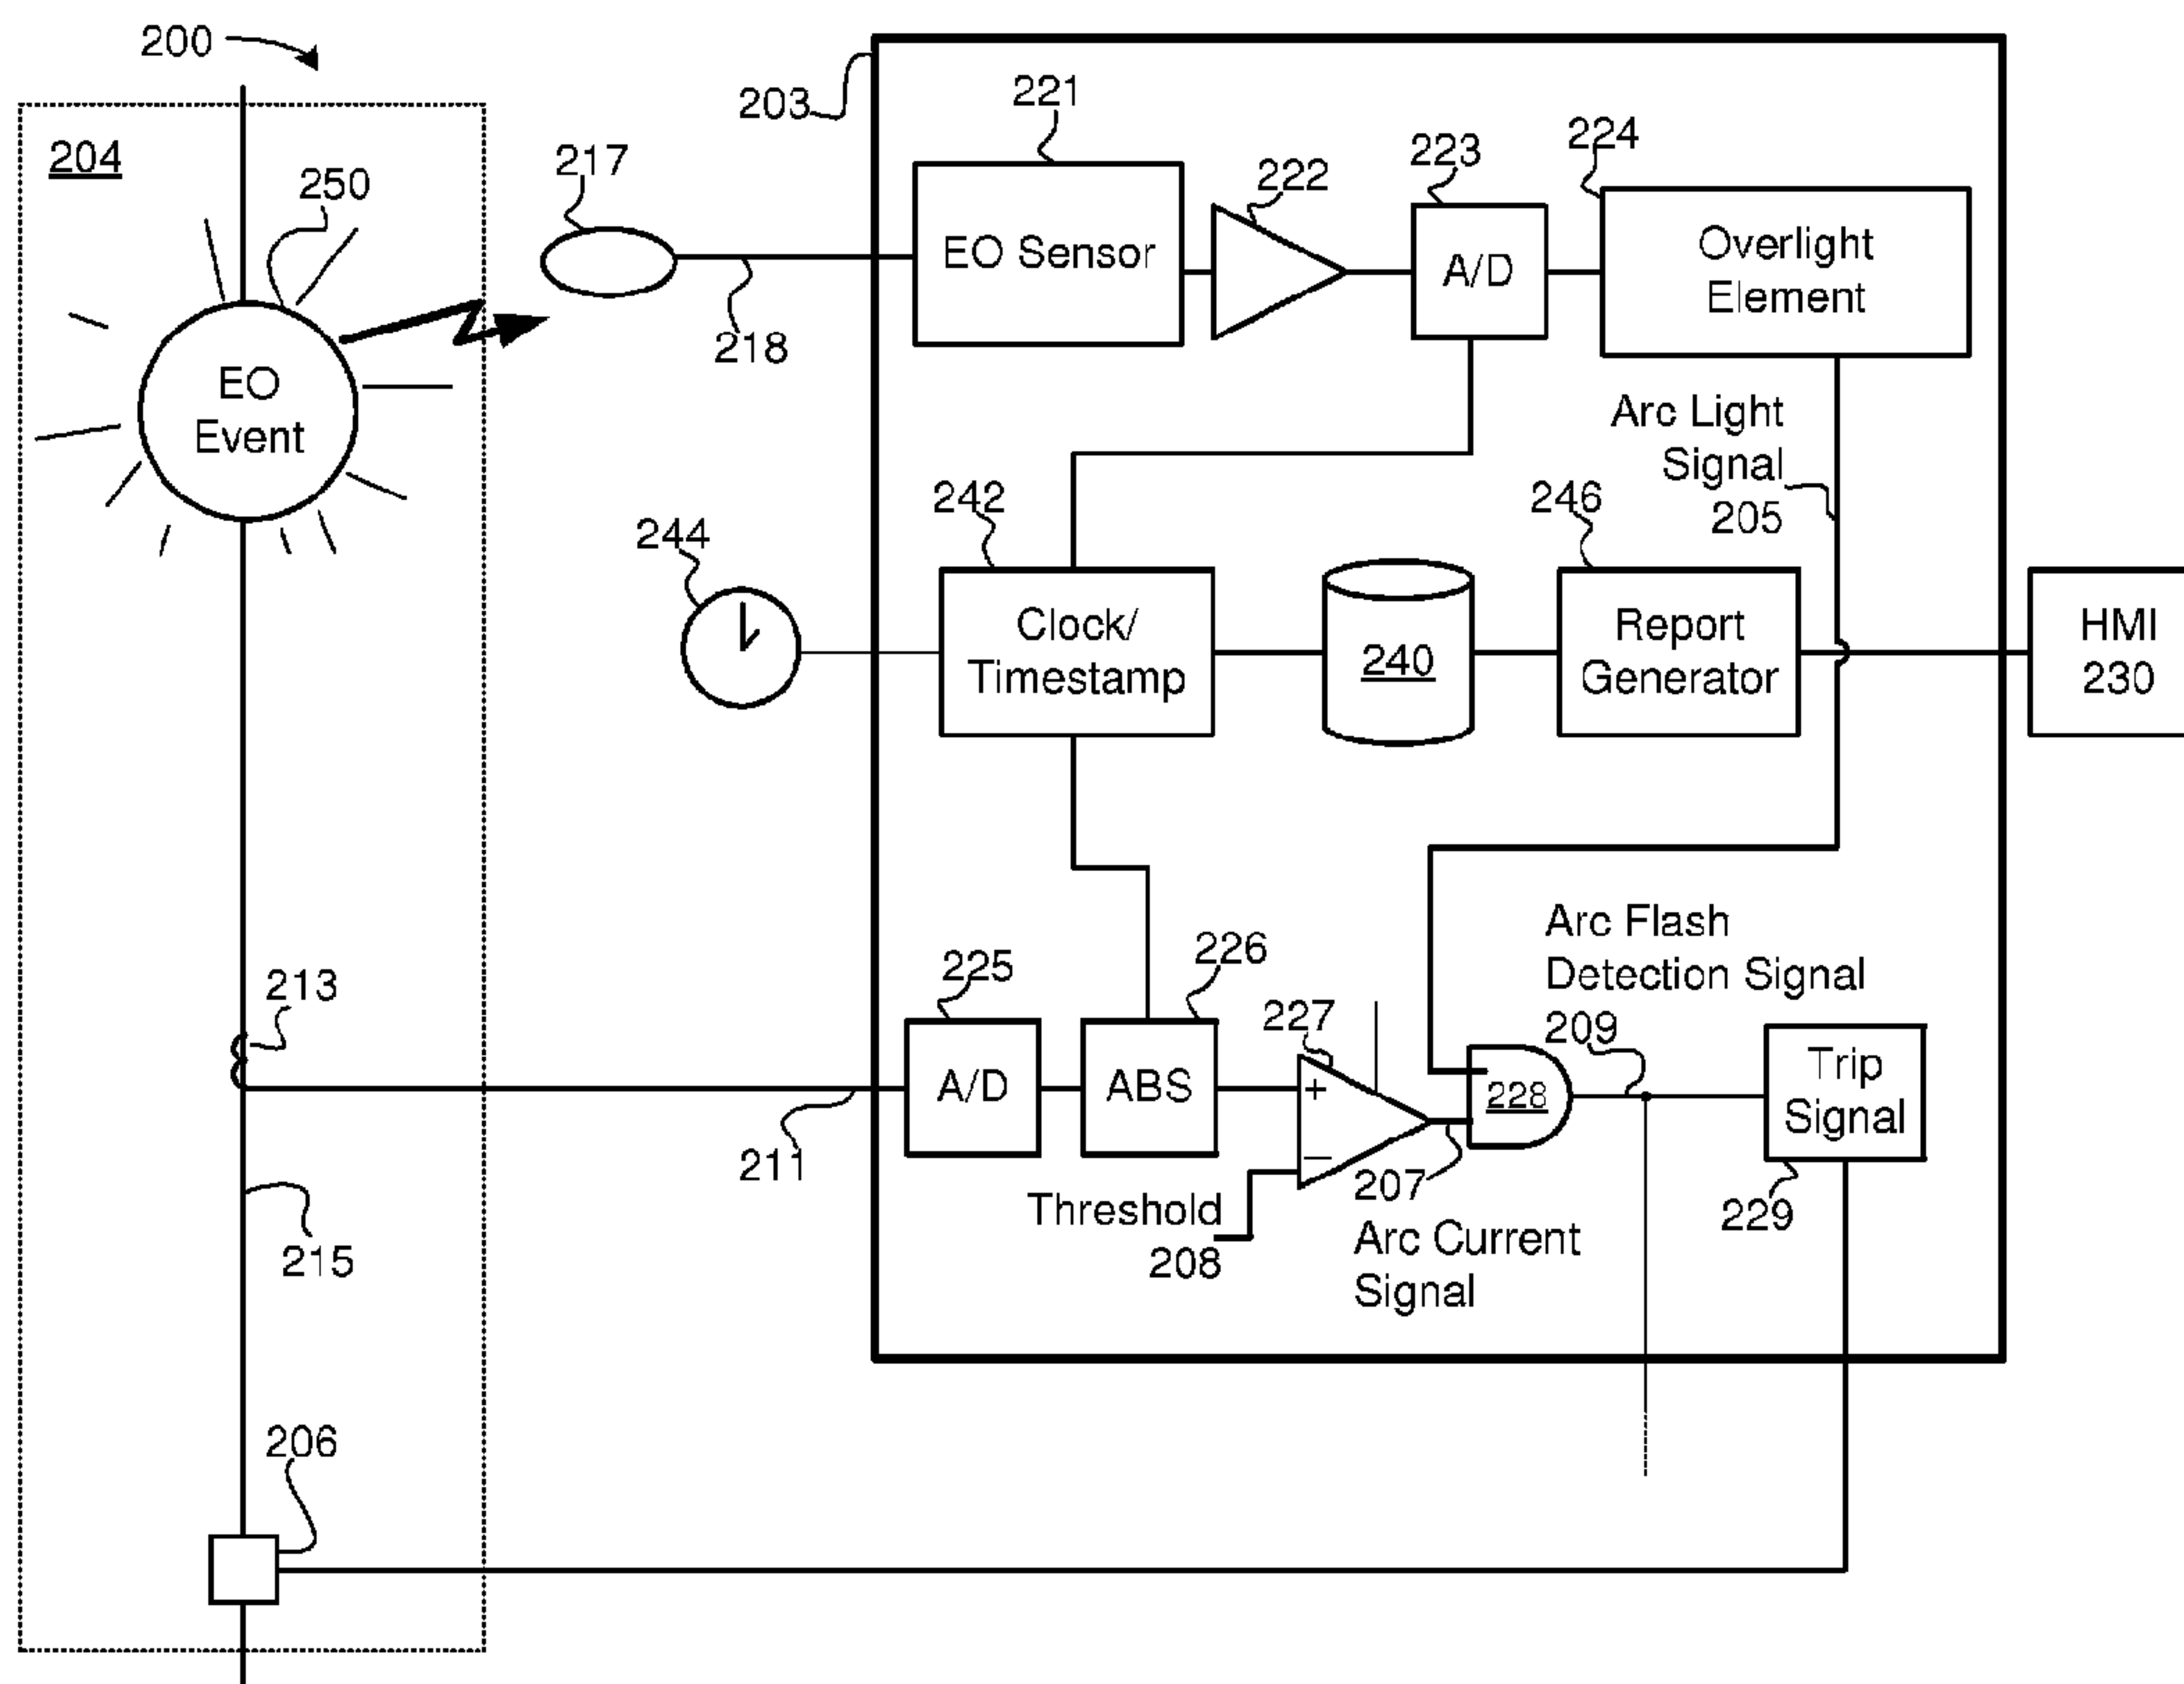 200
203
221
204
217
222
223
224
250
EO Sensor
A/D
Overlight
Element
218
EO
Event
Arc Light
Signal
205
242
246
244
Clock/
Timestamp
240
Report
Generator
HMI
230
213
225
226
227
Arc Flash
Detection Signal
209
A/D
ABS
+
−
228
Trip
Signal
211
207
Threshold
208
Arc Current
Signal
229
215
206